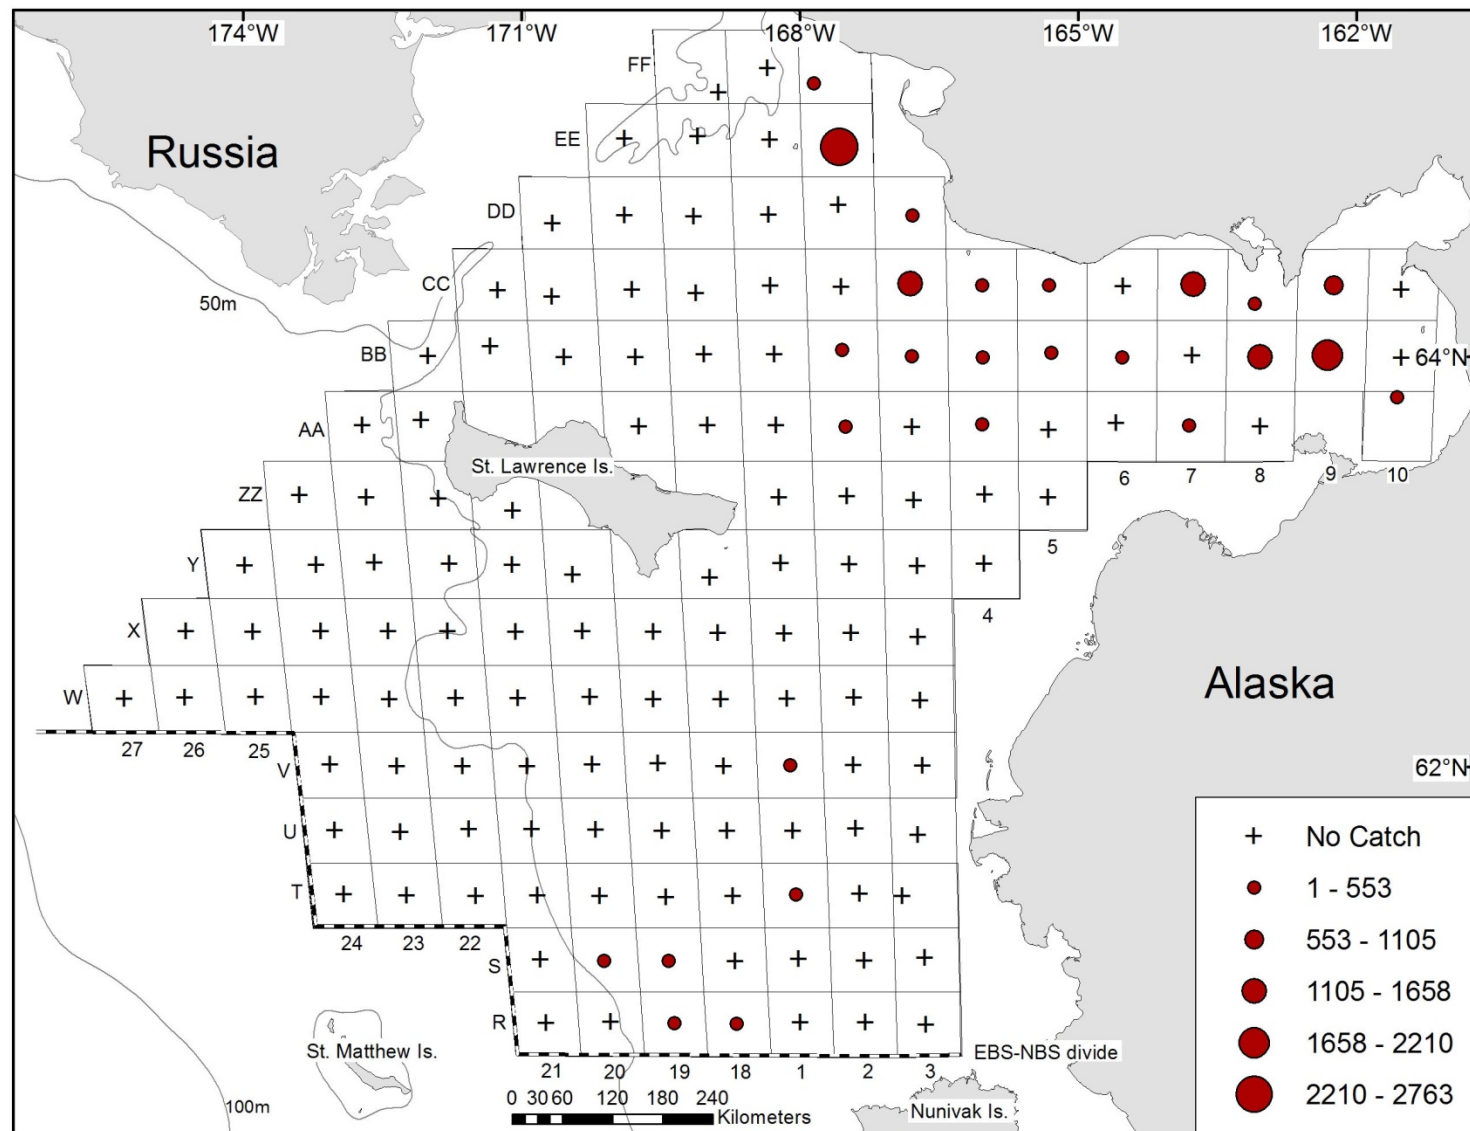 174°W 171°W 168°W 165°W 162°W
FF
Russia
EE
DD
CC
50m
BB
64°N
AA
St. Lawrence Is.
6 7 8 9 10
ZZ
5
Y
4
X
Alaska
W
27 26 25
V
62°N
U
T
24 23 22
S
R
EBS-NBS divide
St. Matthew Is.
21 20 19 18 1 2 3
100m
0 30 60 120 180 240
Kilometers
Nunivak Is.
No Catch
1 - 553
553 - 1105
1105 - 1658
1658 - 2210
2210 - 2763